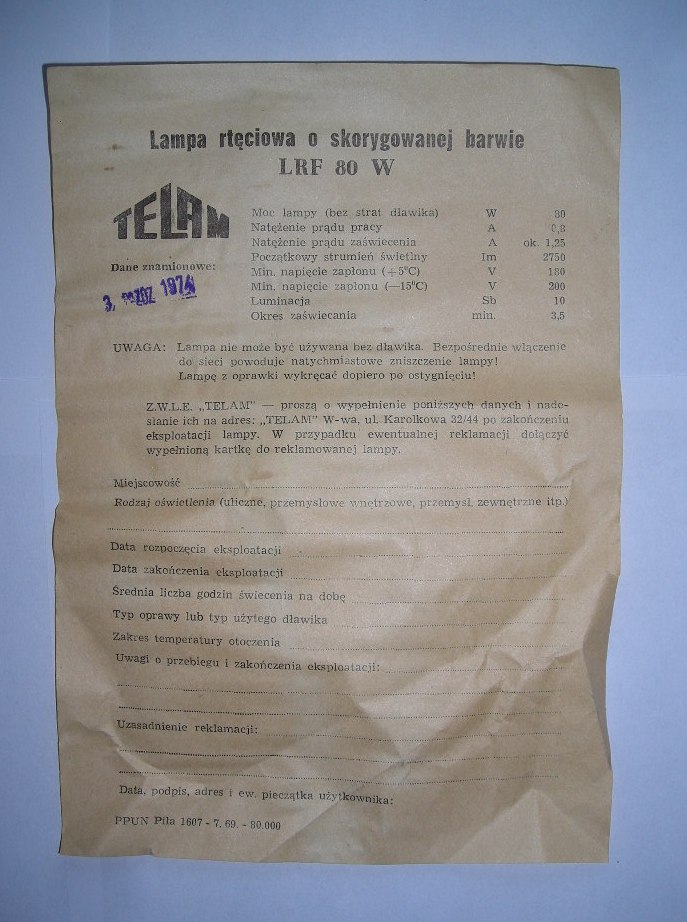 Lampa rtęciowa o skorygowanej barwie
LRF 80 W
TELAM
Dane znamionowe:
3. PAŹDZ 1974
Moc lampy (bez strat dławika) W 80
Natężenie prądu pracy A 0,8
Natężenie prądu zaświecenia A ok. 1,25
Początkowy strumień świetlny lm 2750
Min. napięcie zapłonu (+5°C) V 180
Min. napięcie zapłonu (—15°C) V 200
Luminacja Sb 10
Okres zaświecania min. 3,5
UWAGA: Lampa nie może być używana bez dławika. Bezpośrednie włączenie
do sieci powoduje natychmiastowe zniszczenie lampy!
Lampę z oprawki wykręcać dopiero po ostygnięciu!
Z.W.L.E. „TELAM" — proszą o wypełnienie poniższych danych i nade-
słanie ich na adres: „TELAM" W-wa, ul. Karolkowa 32/44 po zakończeniu
eksploatacji lampy. W przypadku ewentualnej reklamacji dołączyć
wypełnioną kartkę do reklamowanej lampy.
Miejscowość
Rodzaj oświetlenia (uliczne, przemysłowe wnętrzowe, przemysł. zewnętrzne itp.)
Data rozpoczęcia eksploatacji
Data zakończenia eksploatacji
Średnia liczba godzin świecenia na dobę
Typ oprawy lub typ użytego dławika
Zakres temperatury otoczenia
Uwagi o przebiegu i zakończenia eksploatacji:
Uzasadnienie reklamacji:
Data, podpis, adres i ew. pieczątka użytkownika:
PPUN Piła 1607 - 7. 69. - 80.000